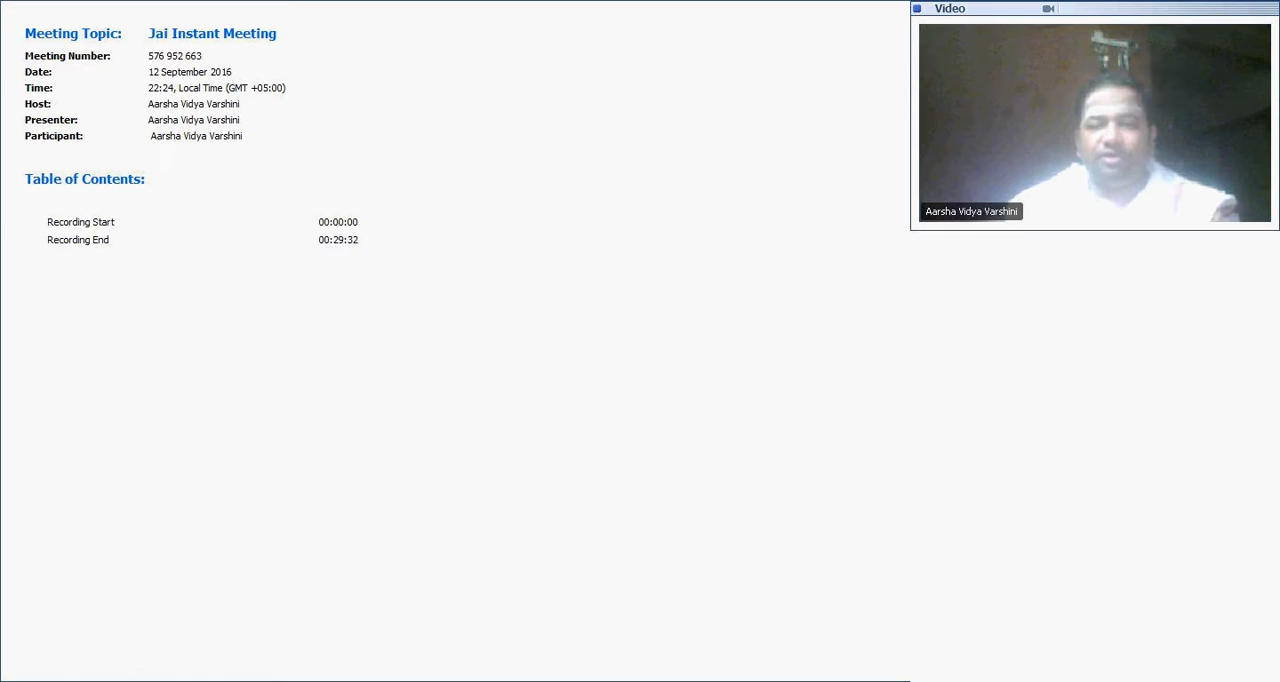 Meeting Topic: Jai Instant Meeting
Meeting Number: 576 952 663
Date: 12 September 2016
Time: 22:24, Local Time (GMT +05:00)
Host: Aarsha Vidya Varshini
Presenter: Aarsha Vidya Varshini
Participant: Aarsha Vidya Varshini
Table of Contents:
Recording Start 00:00:00
Recording End 00:29:32
Video
Aarsha Vidya Varshini